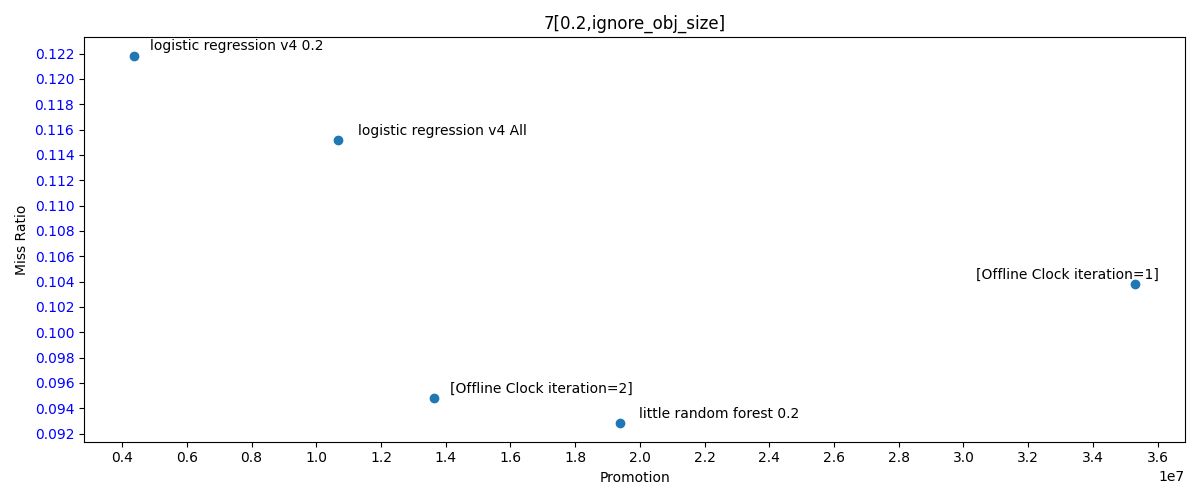 7[0.2,ignore_obj_size]
0.122
0.120
0.118
0.116
0.114
0.112
0.110
0.108
0.106
0.104
0.102
0.100
0.098
0.096
0.094
0.092
Miss Ratio
logistic regression v4 0.2
logistic regression v4 All
[Offline Clock iteration=1]
[Offline Clock iteration=2]
little random forest 0.2
0.4 0.6 0.8 1.0 1.2 1.4 1.6 1.8 2.0 2.2 2.4 2.6 2.8 3.0 3.2 3.4 3.6
1e7
Promotion